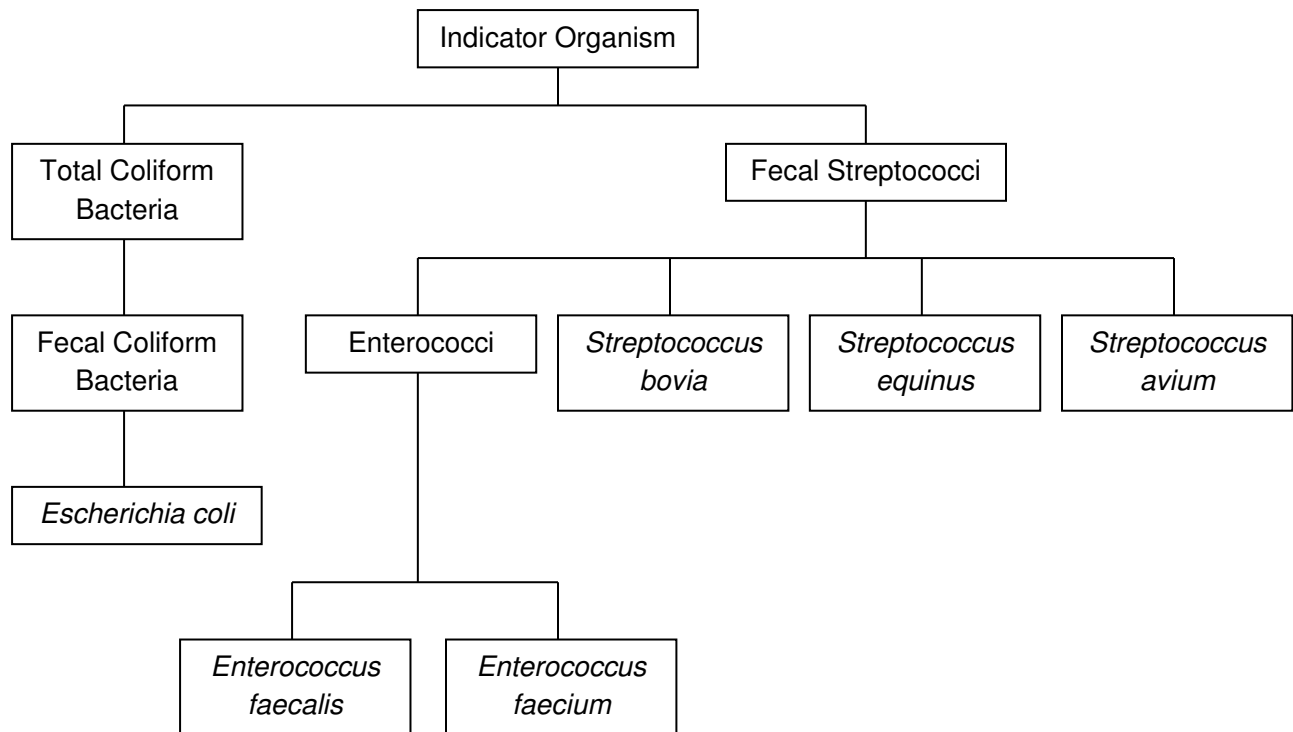 Indicator Organism
Total Coliform
Bacteria
Fecal Streptococci
Fecal Coliform
Bacteria
Enterococci
Streptococcus
bovia
Streptococcus
equinus
Streptococcus
avium
Escherichia coli
Enterococcus
faecalis
Enterococcus
faecium